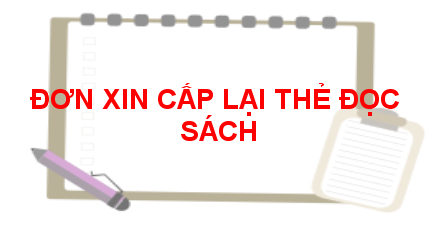 ĐƠN XIN CẤP LẠI THẺ ĐỌC
SÁCH